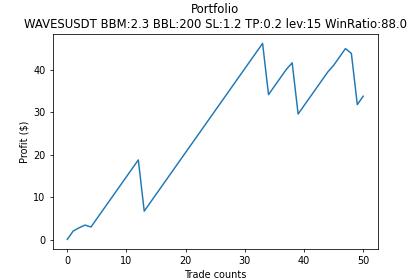 Portfolio
WAVESUSDT BBM:2.3 BBL:200 SL:1.2 TP:0.2 lev:15 WinRatio:88.0
Profit ($)
40
30
20
10
0
0 10 20 30 40 50
Trade counts